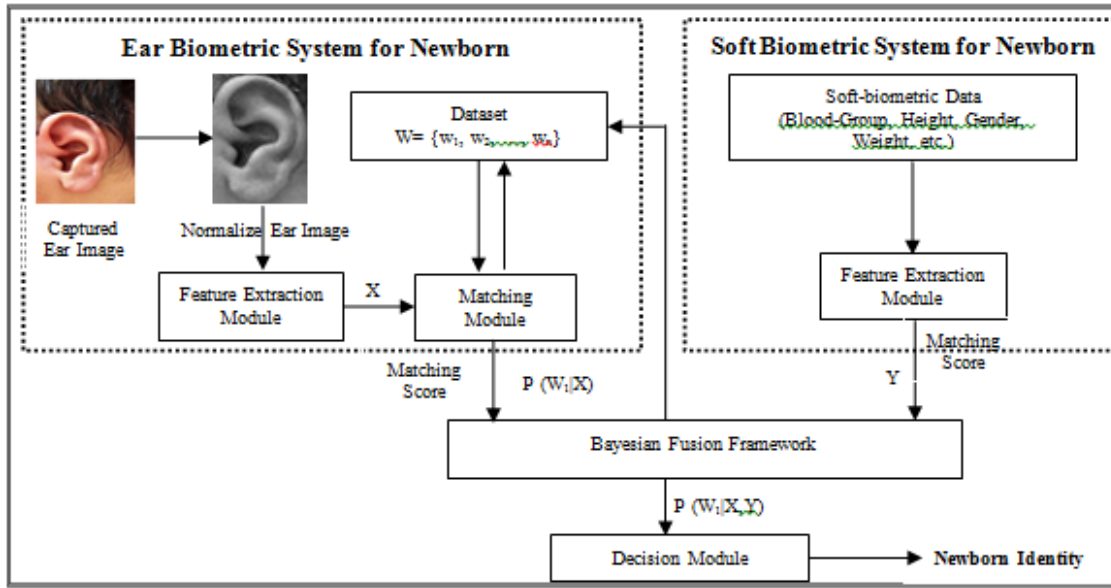 Ear Biometric System for Newborn
Captured
Ear Image
Normalize Ear Image
Dataset
W= {w₁, w₂,......, wₙ}
Feature Extraction
Module
X
Matching
Module
Matching
Score
P (W₁|X)
Soft Biometric System for Newborn
Soft-biometric Data
(Blood-Group, Height, Gender,
Weight, etc.)
Feature Extraction
Module
Matching
Score
Y
Bayesian Fusion Framework
P (W₁|X,Y)
Decision Module
Newborn Identity